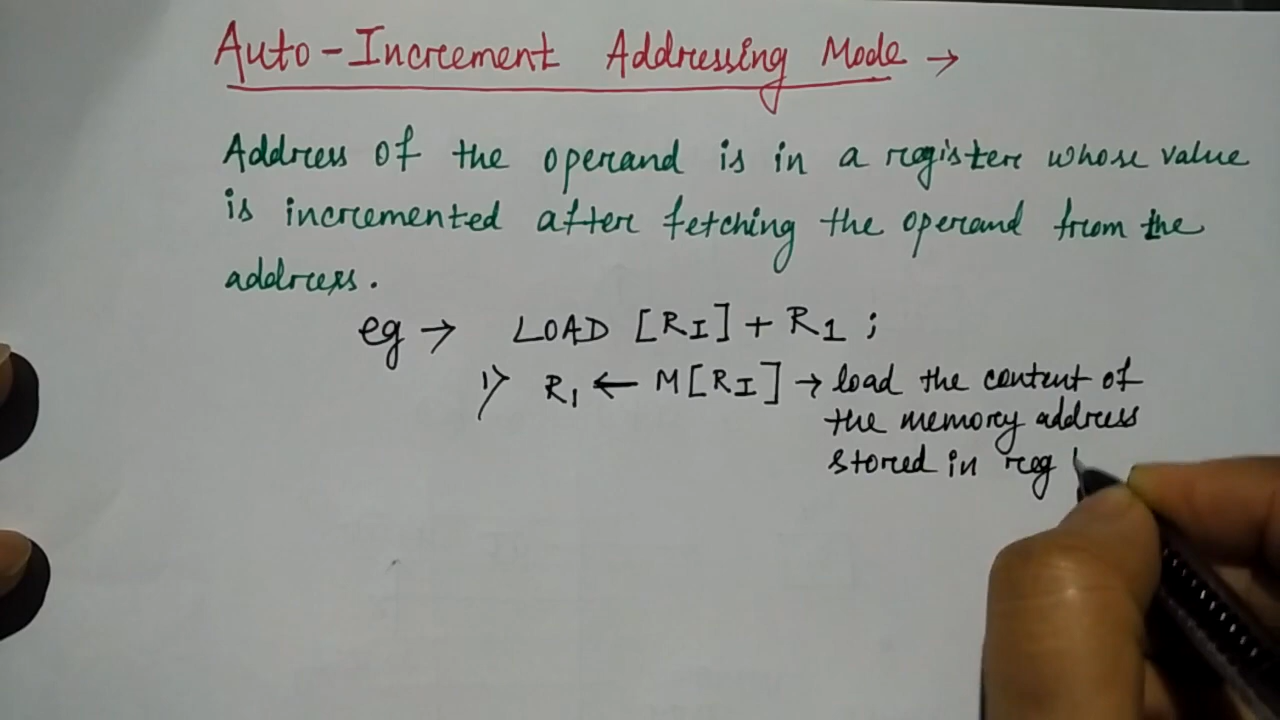 Auto-Increment Addressing Mode →
Address of the operand is in a register whose value
is incremented after fetching the operand from the
address.
eg → LOAD [RI] + R1 ;
1) R1 ← M[RI] → load the content of
the memory address
stored in reg